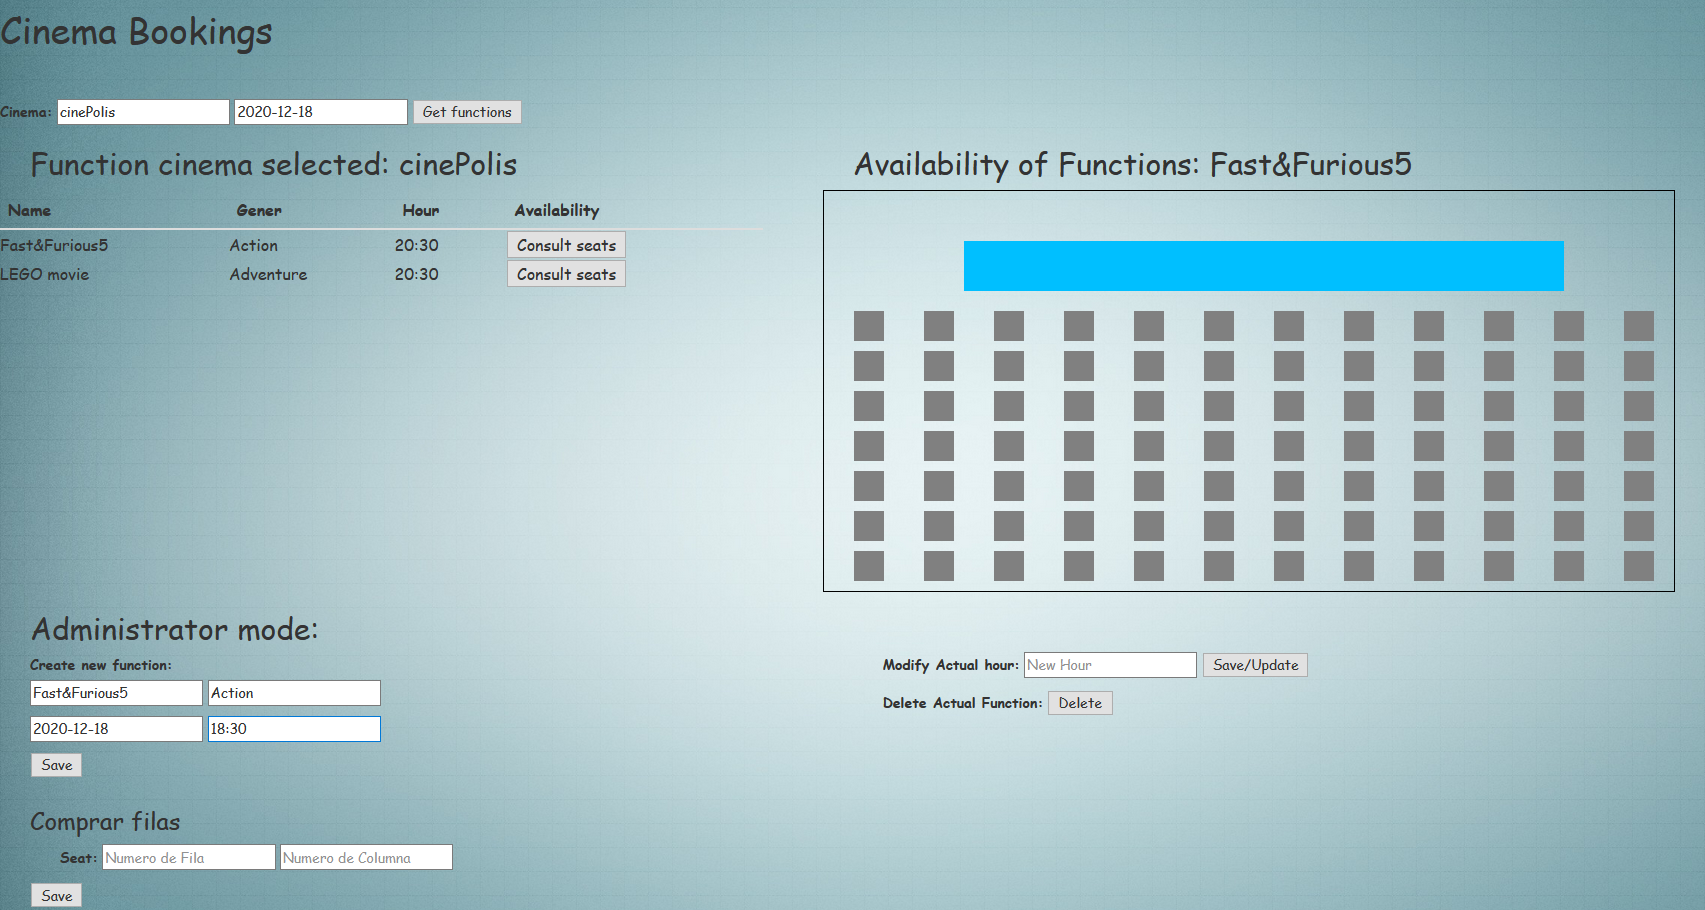 Cinema Bookings
Cinema: cinePolis 2020-12-18 Get functions
Function cinema selected: cinePolis
Name Gener Hour Availability
Fast&Furious5 Action 20:30 Consult seats
LEGO movie Adventure 20:30 Consult seats
Availability of Functions: Fast&Furious5
Administrator mode:
Create new function:
Fast&Furious5 Action
2020-12-18 18:30
Save
Modify Actual hour: New Hour Save/Update
Delete Actual Function: Delete
Comprar filas
Seat: Numero de Fila Numero de Columna
Save